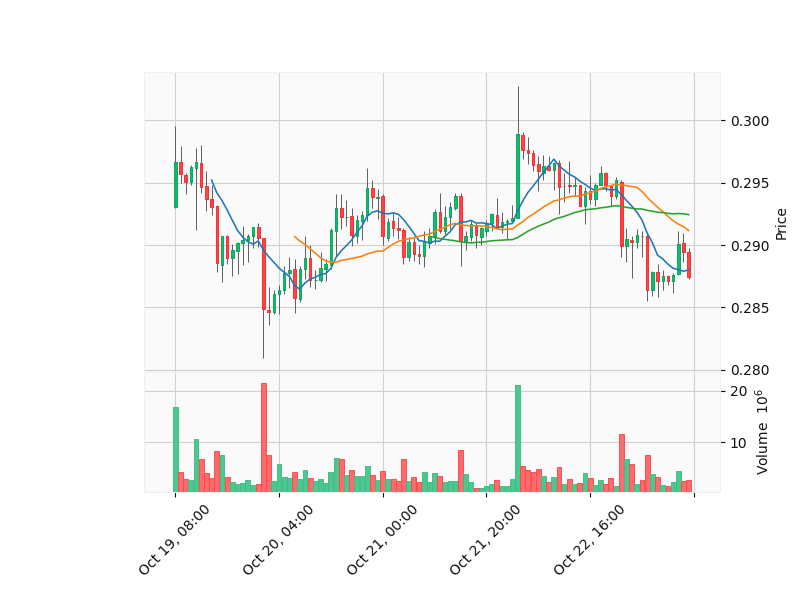 0.300
0.295
0.290
0.285
0.280
Price
20
10
Volume 10^6
Oct 19, 08:00
Oct 20, 04:00
Oct 21, 00:00
Oct 21, 20:00
Oct 22, 16:00